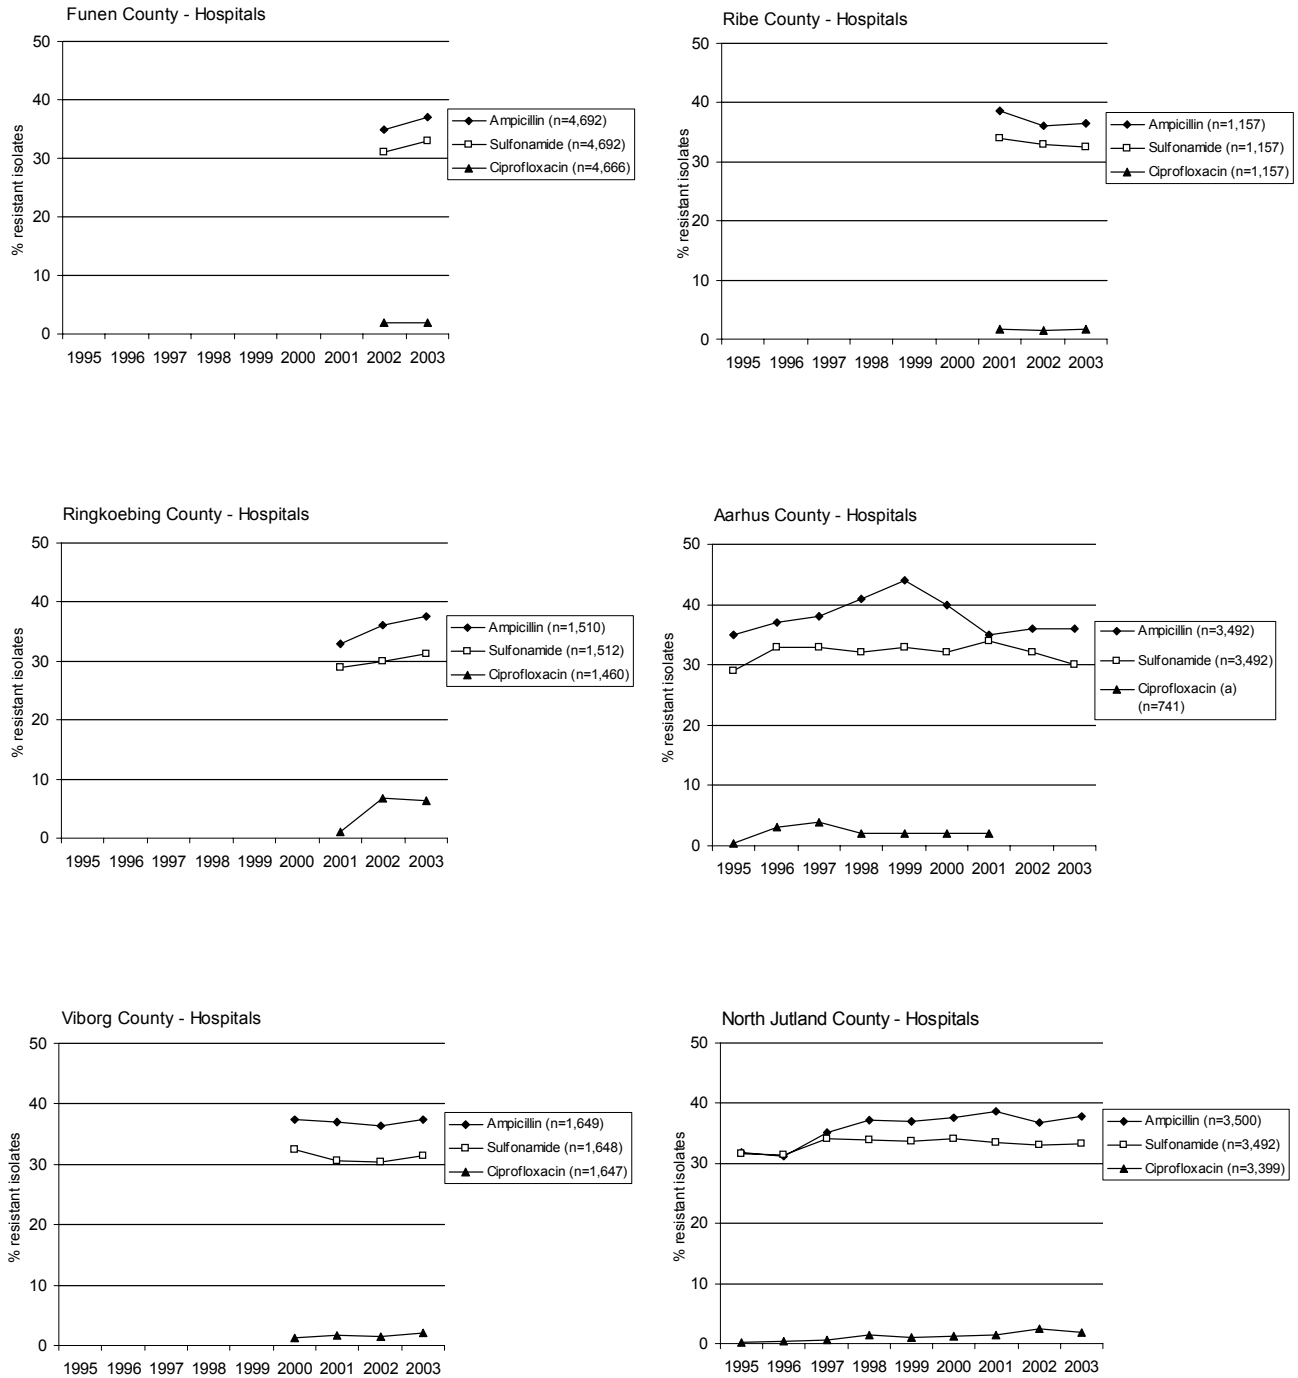 Funen County - Hospitals
50
40
30
20
10
0
% resistant isolates
1995 1996 1997 1998 1999 2000 2001 2002 2003
Ampicillin (n=4,692)
Sulfonamide (n=4,692)
Ciprofloxacin (n=4,666)
Ribe County - Hospitals
50
40
30
20
10
0
% resistant isolates
1995 1996 1997 1998 1999 2000 2001 2002 2003
Ampicillin (n=1,157)
Sulfonamide (n=1,157)
Ciprofloxacin (n=1,157)
Ringkoebing County - Hospitals
50
40
30
20
10
0
% resistant isolates
1995 1996 1997 1998 1999 2000 2001 2002 2003
Ampicillin (n=1,510)
Sulfonamide (n=1,512)
Ciprofloxacin (n=1,460)
Aarhus County - Hospitals
50
40
30
20
10
0
% resistant isolates
1995 1996 1997 1998 1999 2000 2001 2002 2003
Ampicillin (n=3,492)
Sulfonamide (n=3,492)
Ciprofloxacin (a)
(n=741)
Viborg County - Hospitals
50
40
30
20
10
0
% resistant isolates
1995 1996 1997 1998 1999 2000 2001 2002 2003
Ampicillin (n=1,649)
Sulfonamide (n=1,648)
Ciprofloxacin (n=1,647)
North Jutland County - Hospitals
50
40
30
20
10
0
% resistant isolates
1995 1996 1997 1998 1999 2000 2001 2002 2003
Ampicillin (n=3,500)
Sulfonamide (n=3,492)
Ciprofloxacin (n=3,399)